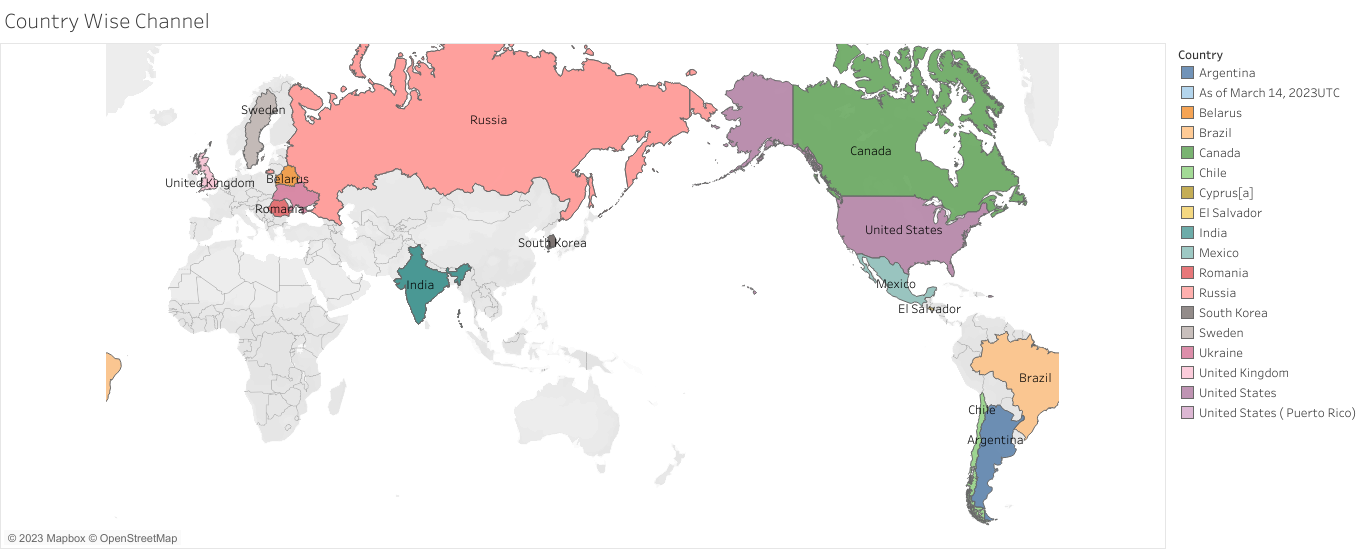 Country Wise Channel
Sweden
Russia
United Kingdom
Belarus
Romania
South Korea
India
Canada
United States
Mexico
El Salvador
Brazil
Chile
Argentina
© 2023 Mapbox © OpenStreetMap
Country
Argentina
As of March 14, 2023UTC
Belarus
Brazil
Canada
Chile
Cyprus[a]
El Salvador
India
Mexico
Romania
Russia
South Korea
Sweden
Ukraine
United Kingdom
United States
United States ( Puerto Rico)